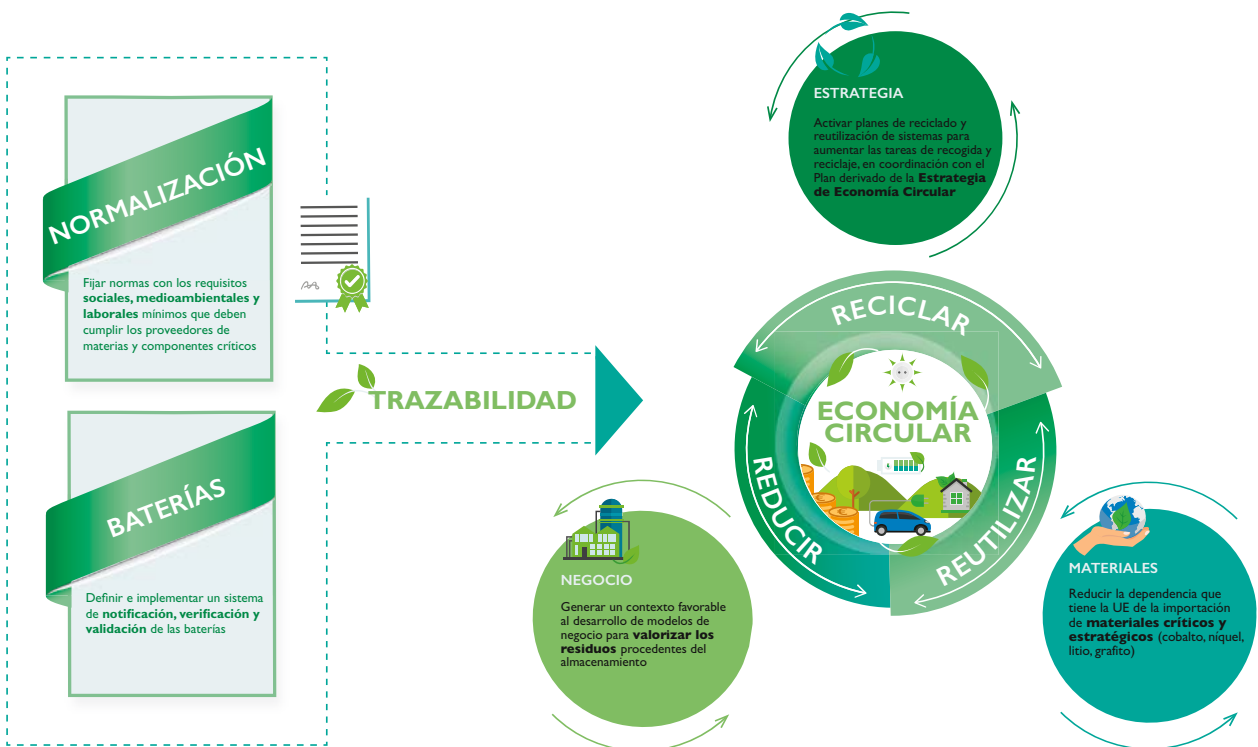 NORMALIZACIÓN
Fijar normas con los requisitos
sociales, medioambientales y
laborales mínimos que deben
cumplir los proveedores de
materias y componentes críticos
BATERÍAS
Definir e implementar un sistema
de notificación, verificación y
validación de las baterías
TRAZABILIDAD
ESTRATEGIA
Activar planes de reciclado y
reutilización de sistemas para
aumentar las tareas de recogida y
reciclaje, en coordinación con el
Plan derivado de la Estrategia
de Economía Circular
RECICLAR
REDUCIR
REUTILIZAR
ECONOMÍA
CIRCULAR
NEGOCIO
Generar un contexto favorable
al desarrollo de modelos de
negocio para valorizar los
residuos procedentes del
almacenamiento
MATERIALES
Reducir la dependencia que
tiene la UE de la importación
de materiales críticos y
estratégicos (cobalto, níquel,
litio, grafito)